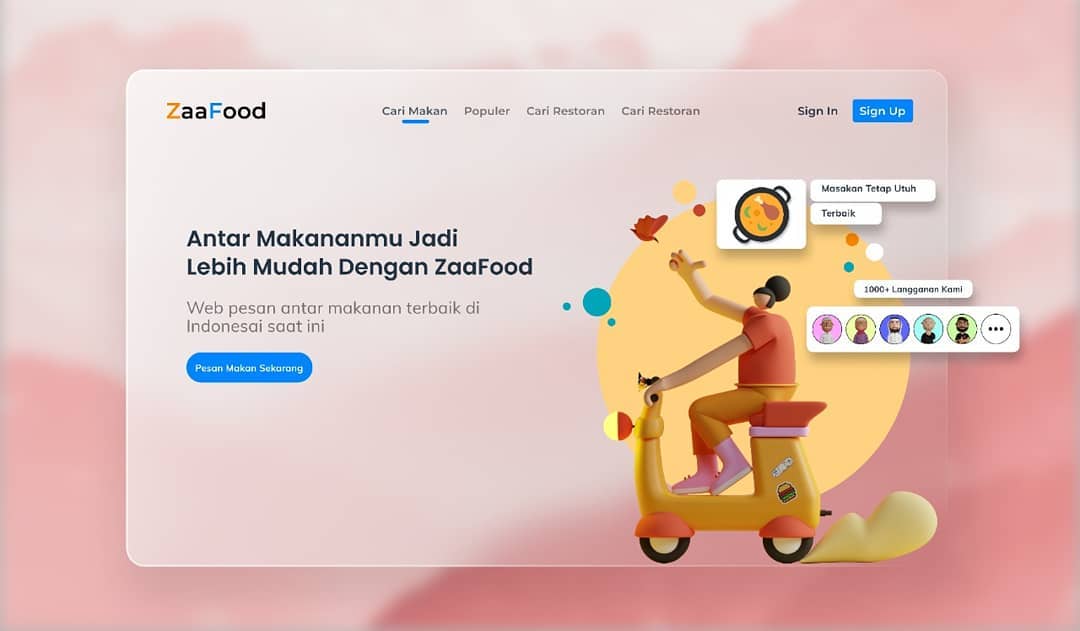 ZaaFood
Cari Makan
Populer
Cari Restoran
Cari Restoran
Sign In
Sign Up
Masakan Tetap Utuh
Terbaik
Antar Makananmu Jadi
Lebih Mudah Dengan ZaaFood
1000+ Langganan Kami
Web pesan antar makanan terbaik di
Indonesai saat ini
Pesan Makan Sekarang